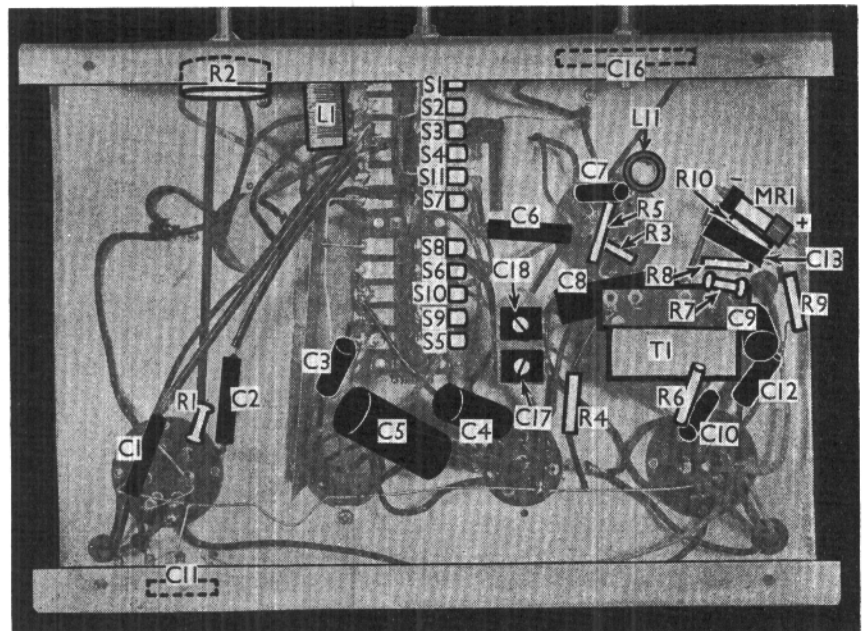 R2
C16
S1
L1
S2
S3
L11
S4
C7
S11
R10
–
MR1
S7
R5
+
C6
R3
S8
C13
C18
R8
S6
C8
R7
R9
S10
C9
S9
S5
T1
C3
C12
R6
R1
C2
C17
R4
C5
C4
C10
C1
C11